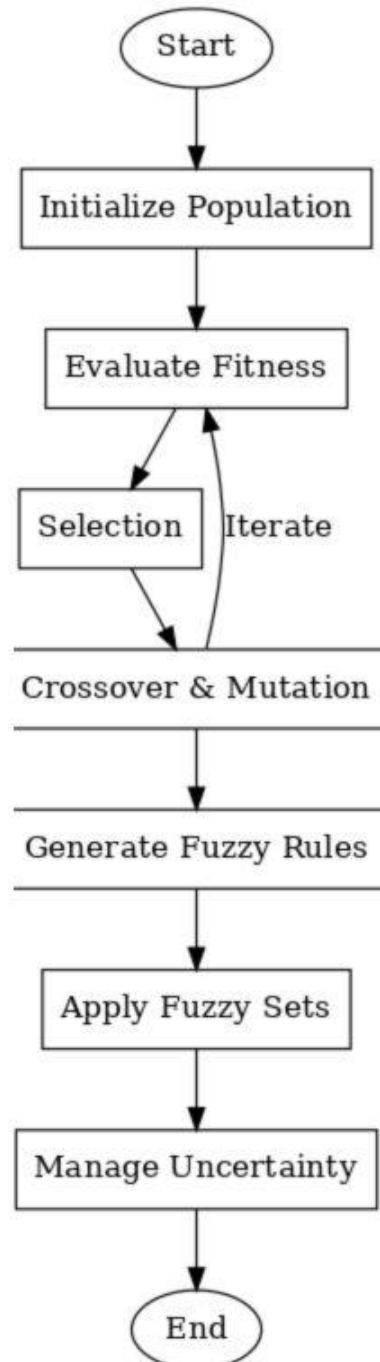 Start
Initialize Population
Evaluate Fitness
Selection
Iterate
Crossover & Mutation
Generate Fuzzy Rules
Apply Fuzzy Sets
Manage Uncertainty
End